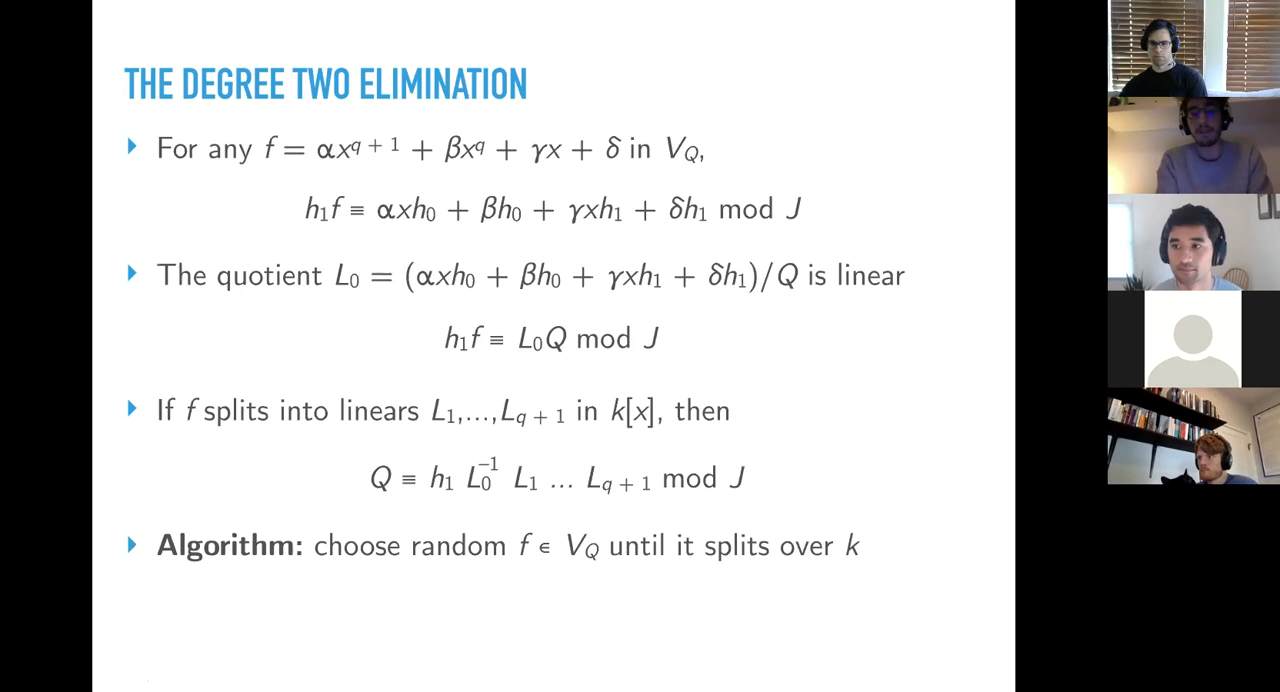 THE DEGREE TWO ELIMINATION
For any f = αx^{q + 1} + βx^q + γx + δ in V_Q,
h₁f ≡ αxh₀ + βh₀ + γxh₁ + δh₁ mod J
The quotient L₀ = (αxh₀ + βh₀ + γxh₁ + δh₁)/Q is linear
h₁f ≡ L₀Q mod J
If f splits into linears L₁,...,L_{q + 1} in k[x], then
Q ≡ h₁ L₀⁻¹ L₁ ... L_{q + 1} mod J
Algorithm: choose random f ∈ V_Q until it splits over k